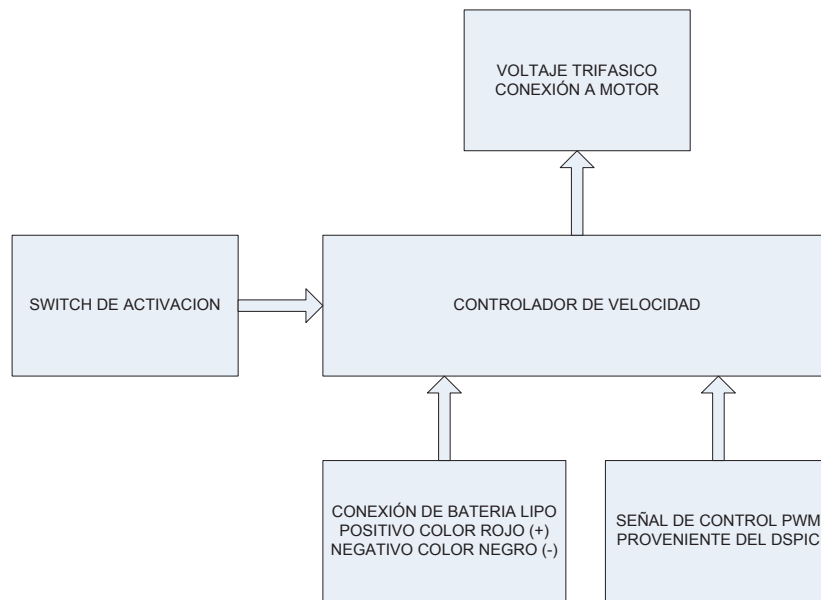 VOLTAJE TRIFASICO
CONEXIÓN A MOTOR
SWITCH DE ACTIVACION
CONTROLADOR DE VELOCIDAD
CONEXIÓN DE BATERIA LIPO
POSITIVO COLOR ROJO (+)
NEGATIVO COLOR NEGRO (-)
SEÑAL DE CONTROL PWM
PROVENIENTE DEL DSPIC